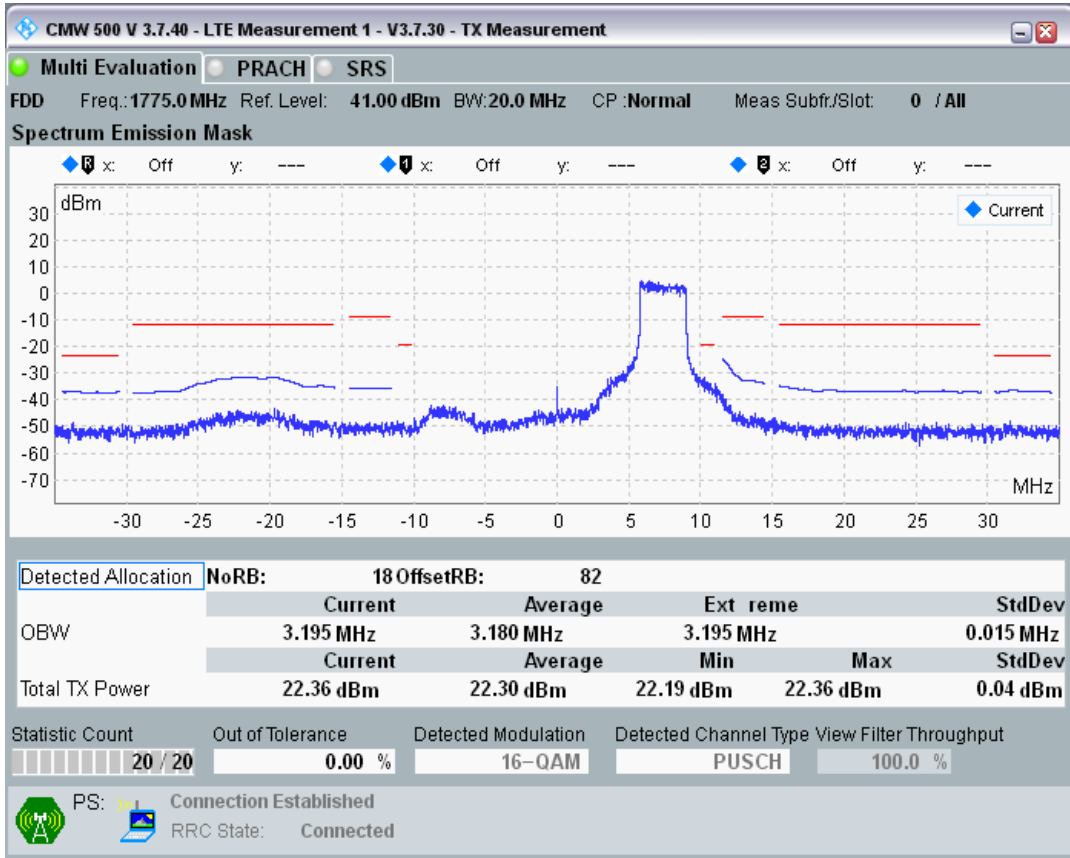 CMW 500 V 3.7.40 - LTE Measurement 1 - V3.7.30 - TX Measurement
Multi Evaluation PRACH SRS
FDD Freq.:1775.0 MHz Ref. Level: 41.00 dBm BW:20.0 MHz CP :Normal Meas Subfr./Slot: 0 / All
Spectrum Emission Mask
R x: Off y: --- 1 x: Off y: --- 2 x: Off y: ---
dBm
Current
30
20
10
0
-10
-20
-30
-40
-50
-60
-70
MHz
-30 -25 -20 -15 -10 -5 0 5 10 15 20 25 30
Detected Allocation NoRB: 18 OffsetRB: 82
Current Average Ext reme StdDev
OBW 3.195 MHz 3.180 MHz 3.195 MHz 0.015 MHz
Current Average Min Max StdDev
Total TX Power 22.36 dBm 22.30 dBm 22.19 dBm 22.36 dBm 0.04 dBm
Statistic Count Out of Tolerance Detected Modulation Detected Channel Type View Filter Throughput
20 / 20 0.00 % 16-QAM PUSCH 100.0 %
PS: Connection Established
RRC State: Connected